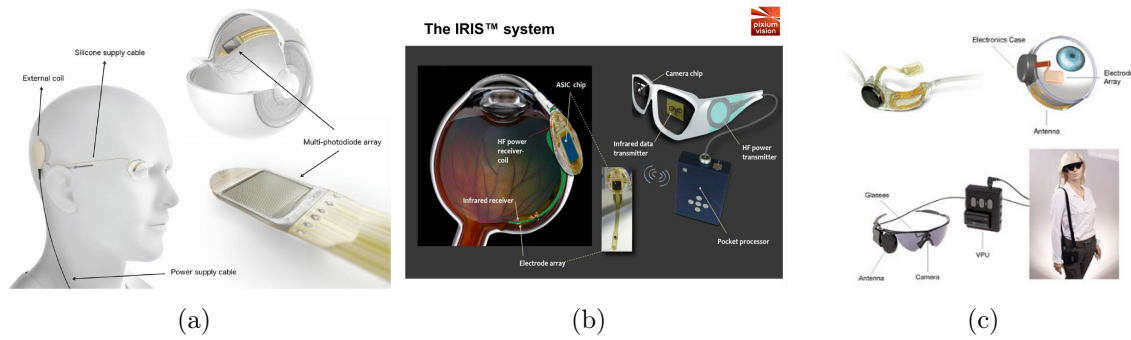 Silicone supply cable
External coil
Multi-photodiode array
Power supply cable
(a)
The IRIS™ system
pixium
vision
Camera chip
ASIC chip
HF power
receiver-
coil
Infrared data
transmitter
HF power
transmitter
Infrared receiver
Pocket processor
Electrode array
(b)
Electronics Case
Electrode
Array
Antenna
Glasses
VPU
Antenna
Camera
(c)